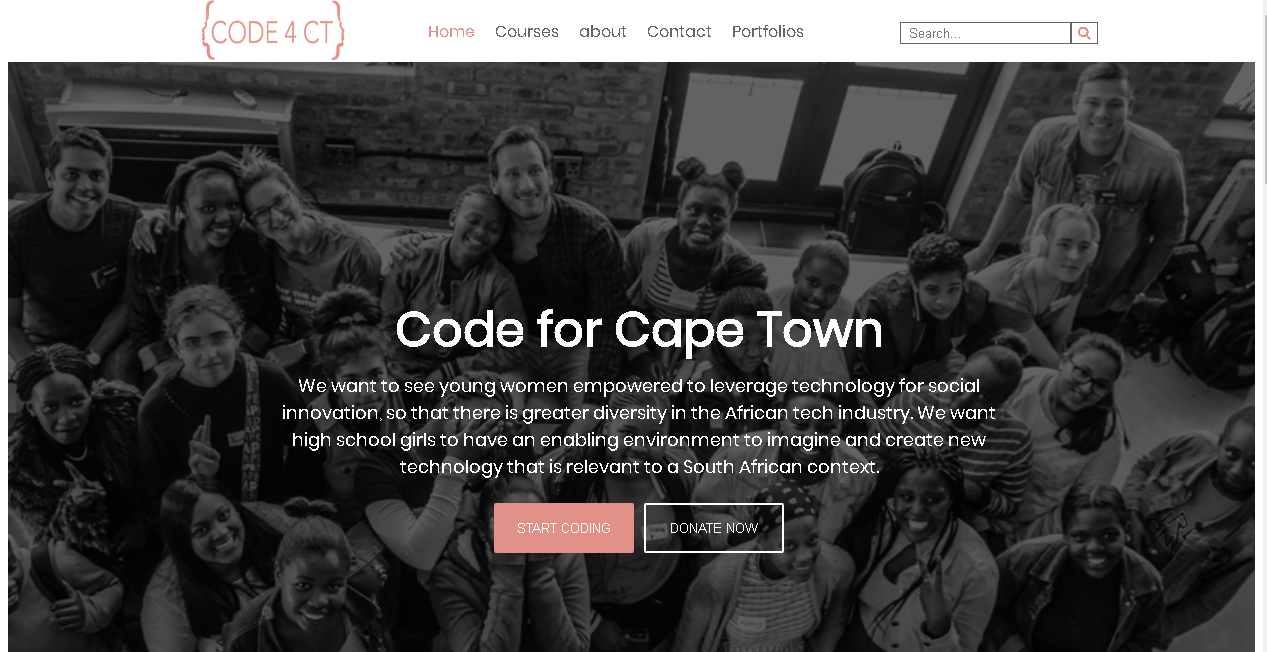 {CODE 4 CT}
Home Courses about Contact Portfolios
Search...
Code for Cape Town
We want to see young women empowered to leverage technology for social
innovation, so that there is greater diversity in the African tech industry. We want
high school girls to have an enabling environment to imagine and create new
technology that is relevant to a South African context.
START CODING
DONATE NOW